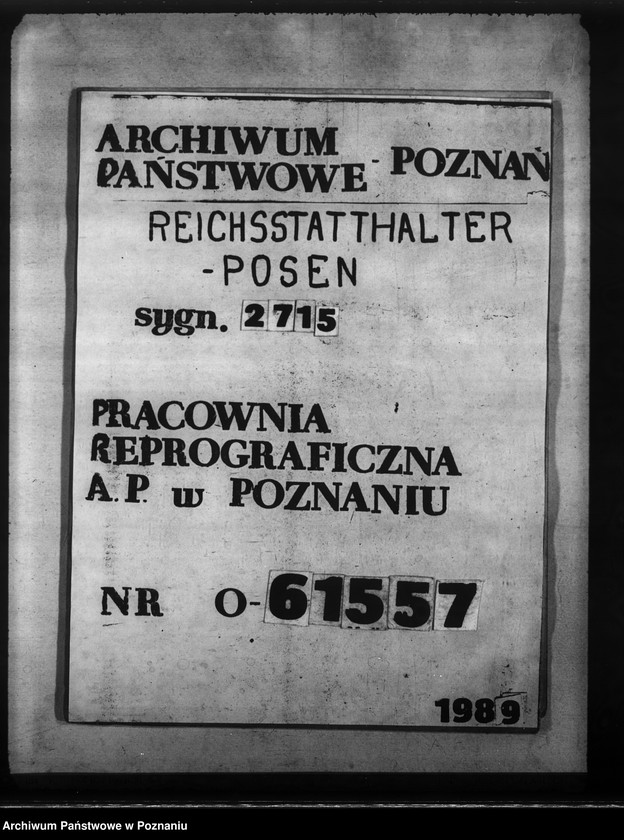 ARCHIWUM
PAŃSTWOWE - POZNAŃ
REICHSSTATTHALTER
-POSEN
sygn. 2715
PRACOWNIA
REPROGRAFICZNA
A.P. w POZNANIU
NR O-61557
1989
Archiwum Państwowe w Poznaniu